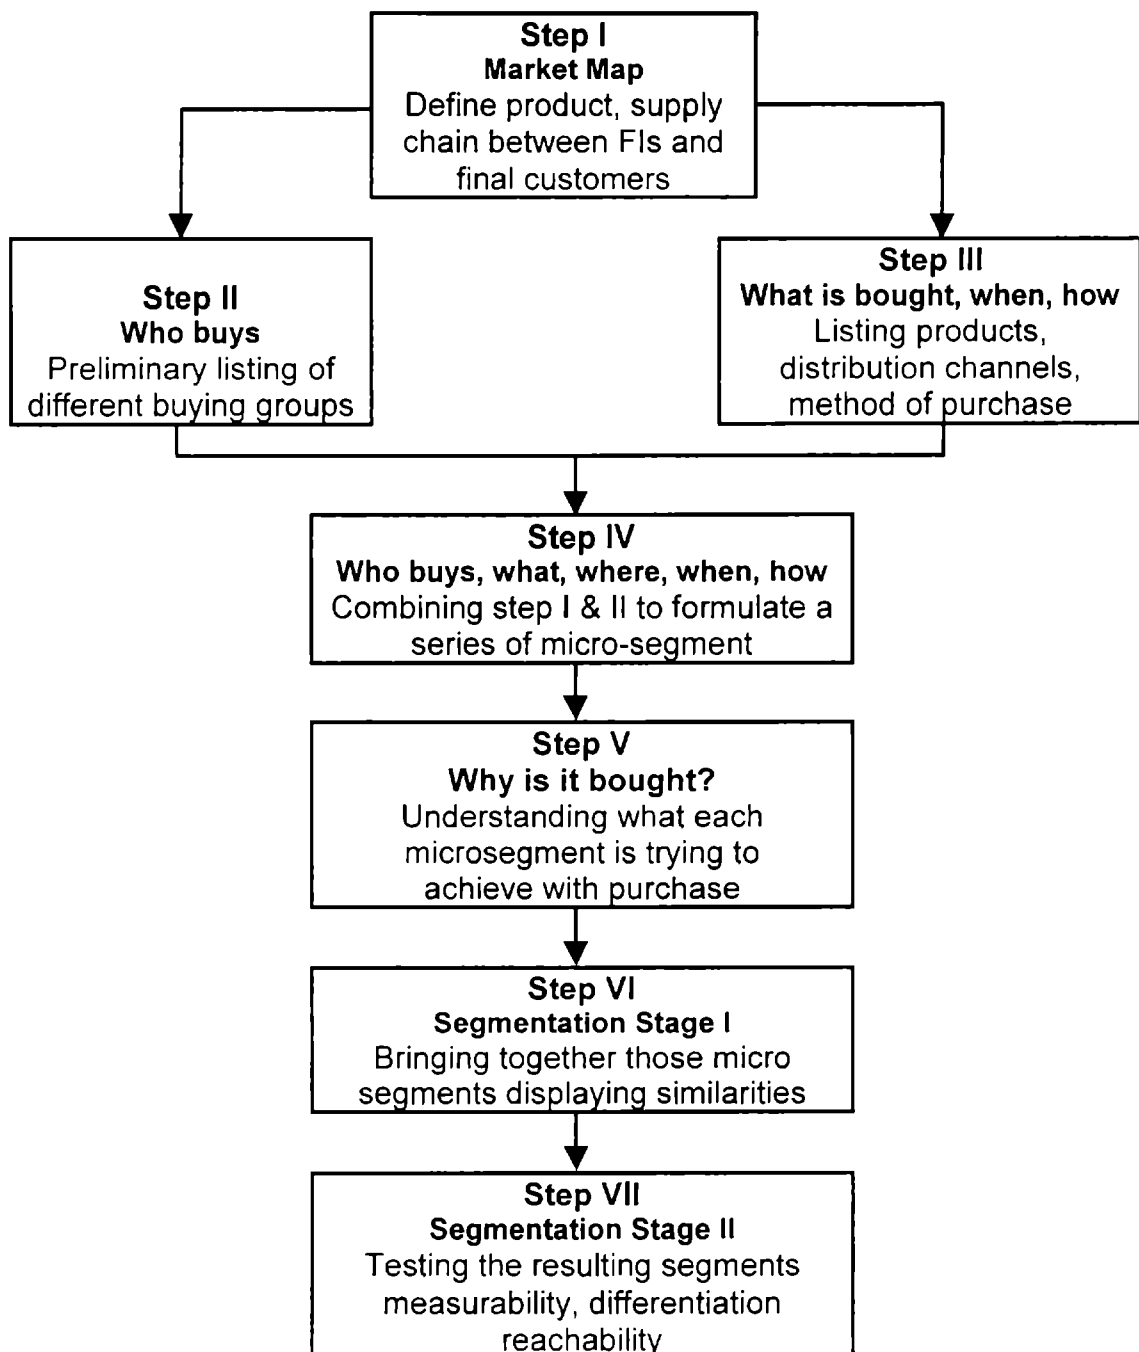 Step I
Market Map
Define product, supply
chain between FIs and
final customers
Step II
Who buys
Preliminary listing of
different buying groups
Step III
What is bought, when, how
Listing products,
distribution channels,
method of purchase
Step IV
Who buys, what, where, when, how
Combining step I & II to formulate a
series of micro-segment
Step V
Why is it bought?
Understanding what each
microsegment is trying to
achieve with purchase
Step VI
Segmentation Stage I
Bringing together those micro
segments displaying similarities
Step VII
Segmentation Stage II
Testing the resulting segments
measurability, differentiation
reachability